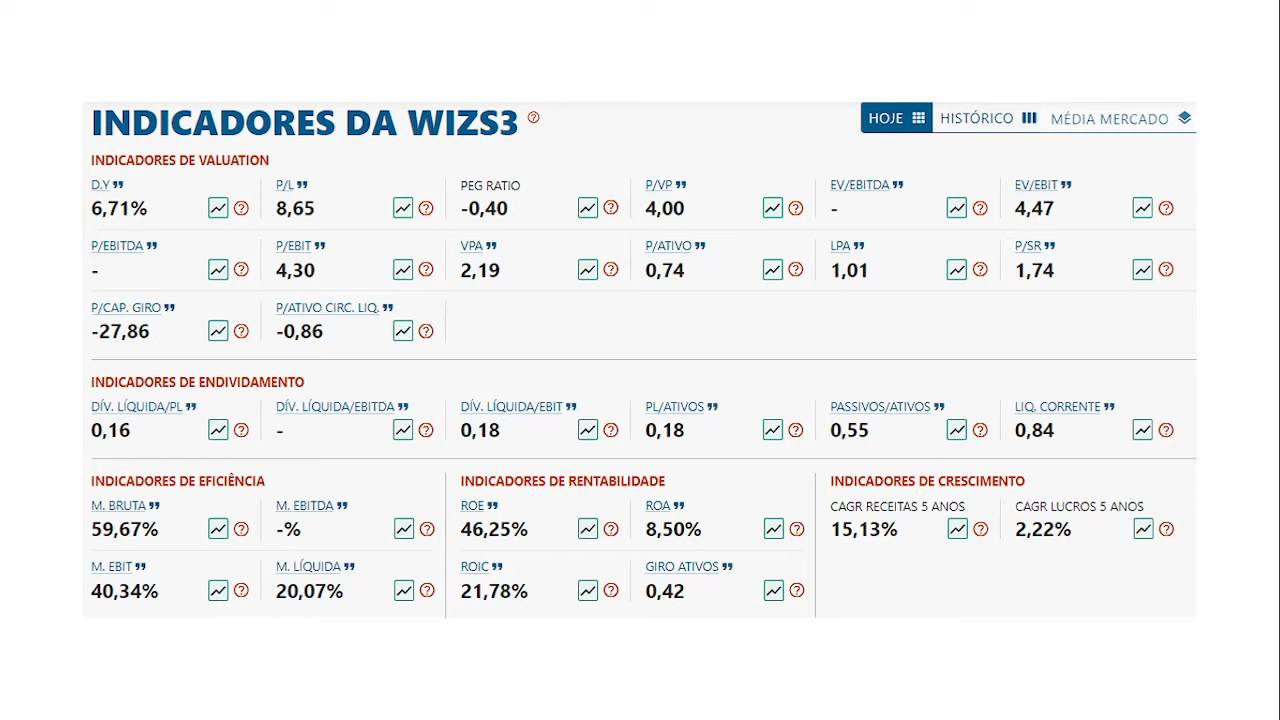 INDICADORES DA WIZS3
HOJE HISTÓRICO MÉDIA MERCADO
INDICADORES DE VALUATION
D.Y P/L PEG RATIO P/VP EV/EBITDA EV/EBIT
6,71% 8,65 -0,40 4,00 - 4,47
P/EBITDA P/EBIT VPA P/ATIVO LPA P/SR
- 4,30 2,19 0,74 1,01 1,74
P/CAP. GIRO P/ATIVO CIRC. LIQ.
-27,86 -0,86
INDICADORES DE ENDIVIDAMENTO
DÍV. LÍQUIDA/PL DÍV. LÍQUIDA/EBITDA DÍV. LÍQUIDA/EBIT PL/ATIVOS PASSIVOS/ATIVOS LIQ. CORRENTE
0,16 - 0,18 0,18 0,55 0,84
INDICADORES DE EFICIÊNCIA INDICADORES DE RENTABILIDADE INDICADORES DE CRESCIMENTO
M. BRUTA M. EBITDA ROE ROA CAGR RECEITAS 5 ANOS CAGR LUCROS 5 ANOS
59,67% -% 46,25% 8,50% 15,13% 2,22%
M. EBIT M. LÍQUIDA ROIC GIRO ATIVOS
40,34% 20,07% 21,78% 0,42